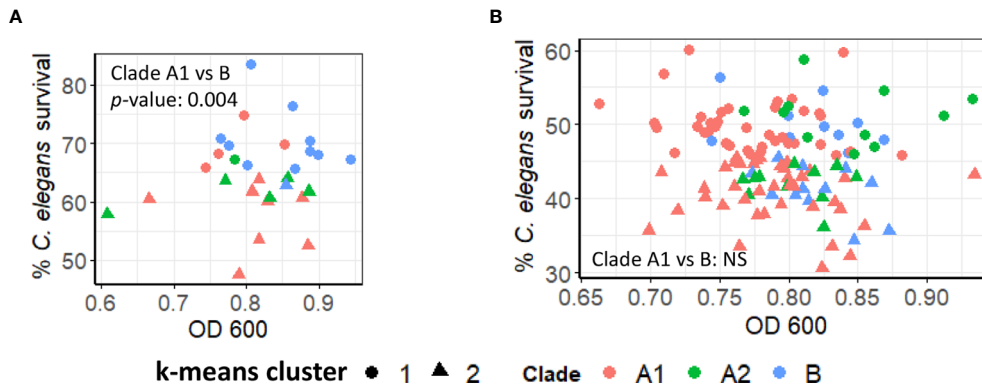 A
Clade A1 vs B
p-value: 0.004
% C. elegans survival
80
70
60
50
0.6 0.7 0.8 0.9
OD 600
B
% C. elegans survival
60
50
40
30
Clade A1 vs B: NS
0.65 0.70 0.75 0.80 0.85 0.90
OD 600
k-means cluster 1 2 Clade A1 A2 B